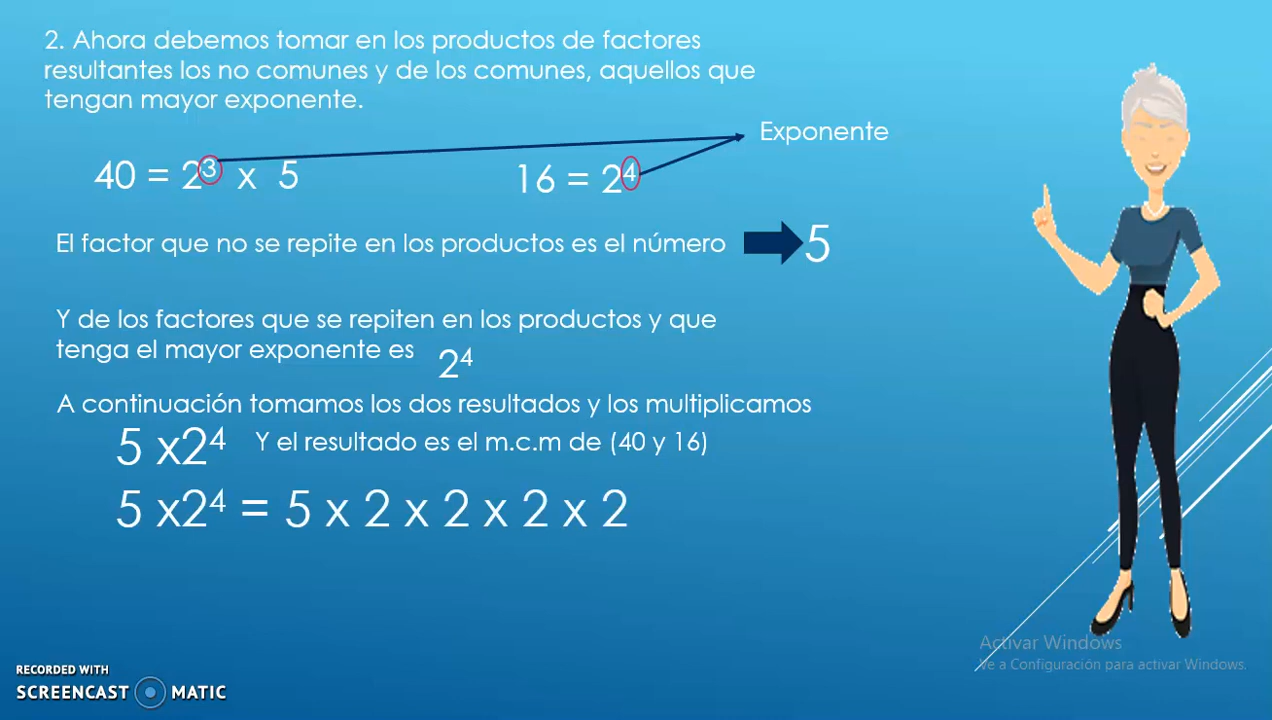 2. Ahora debemos tomar en los productos de factores
resultantes los no comunes y de los comunes, aquellos que
tengan mayor exponente.
Exponente
40 = 2³ x 5
16 = 2⁴
El factor que no se repite en los productos es el número
5
Y de los factores que se repiten en los productos y que
tenga el mayor exponente es
2⁴
A continuación tomamos los dos resultados y los multiplicamos
5 x2⁴ Y el resultado es el m.c.m de (40 y 16)
5 x2⁴ = 5 x 2 x 2 x 2 x 2
Activar Windows
Ve a Configuración para activar Windows.
RECORDED WITH
SCREENCAST MATIC